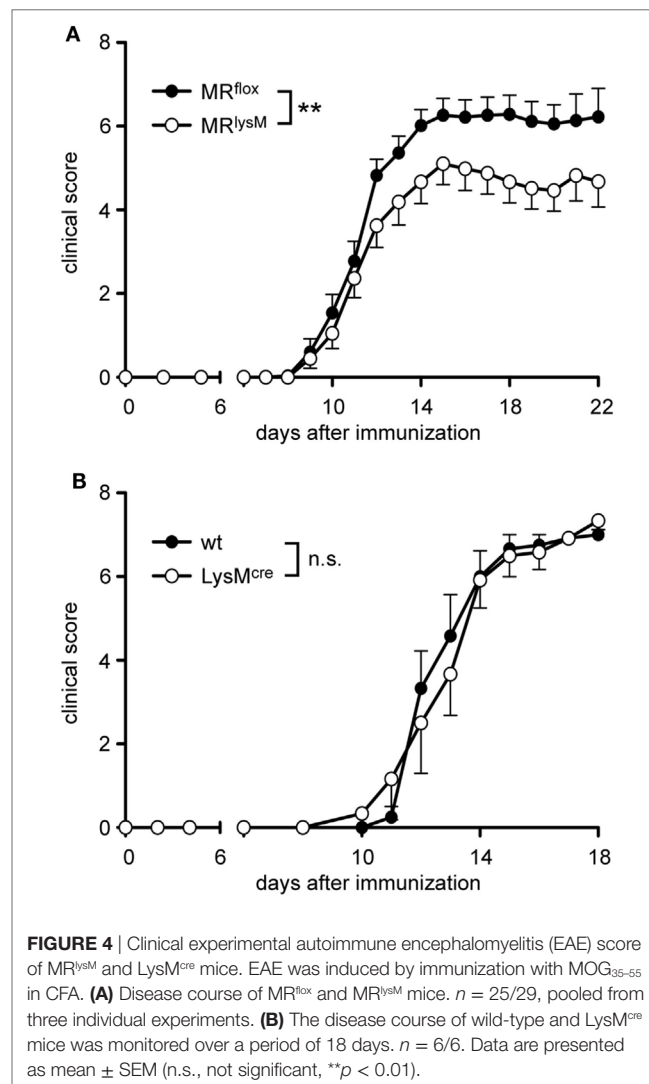 A
8
6
4
2
0
clinical score
MRflox
MRlysM
**
0
6
10
14
18
22
days after immunization
B
8
6
4
2
0
clinical score
wt
LysMcre
n.s.
0
6
10
14
18
days after immunization
FIGURE 4 | Clinical experimental autoimmune encephalomyelitis (EAE) score
of MRlysM and LysMcre mice. EAE was induced by immunization with MOG35–55
in CFA. (A) Disease course of MRflox and MRlysM mice. n = 25/29, pooled from
three individual experiments. (B) The disease course of wild-type and LysMcre
mice was monitored over a period of 18 days. n = 6/6. Data are presented
as mean ± SEM (n.s., not significant, **p < 0.01).